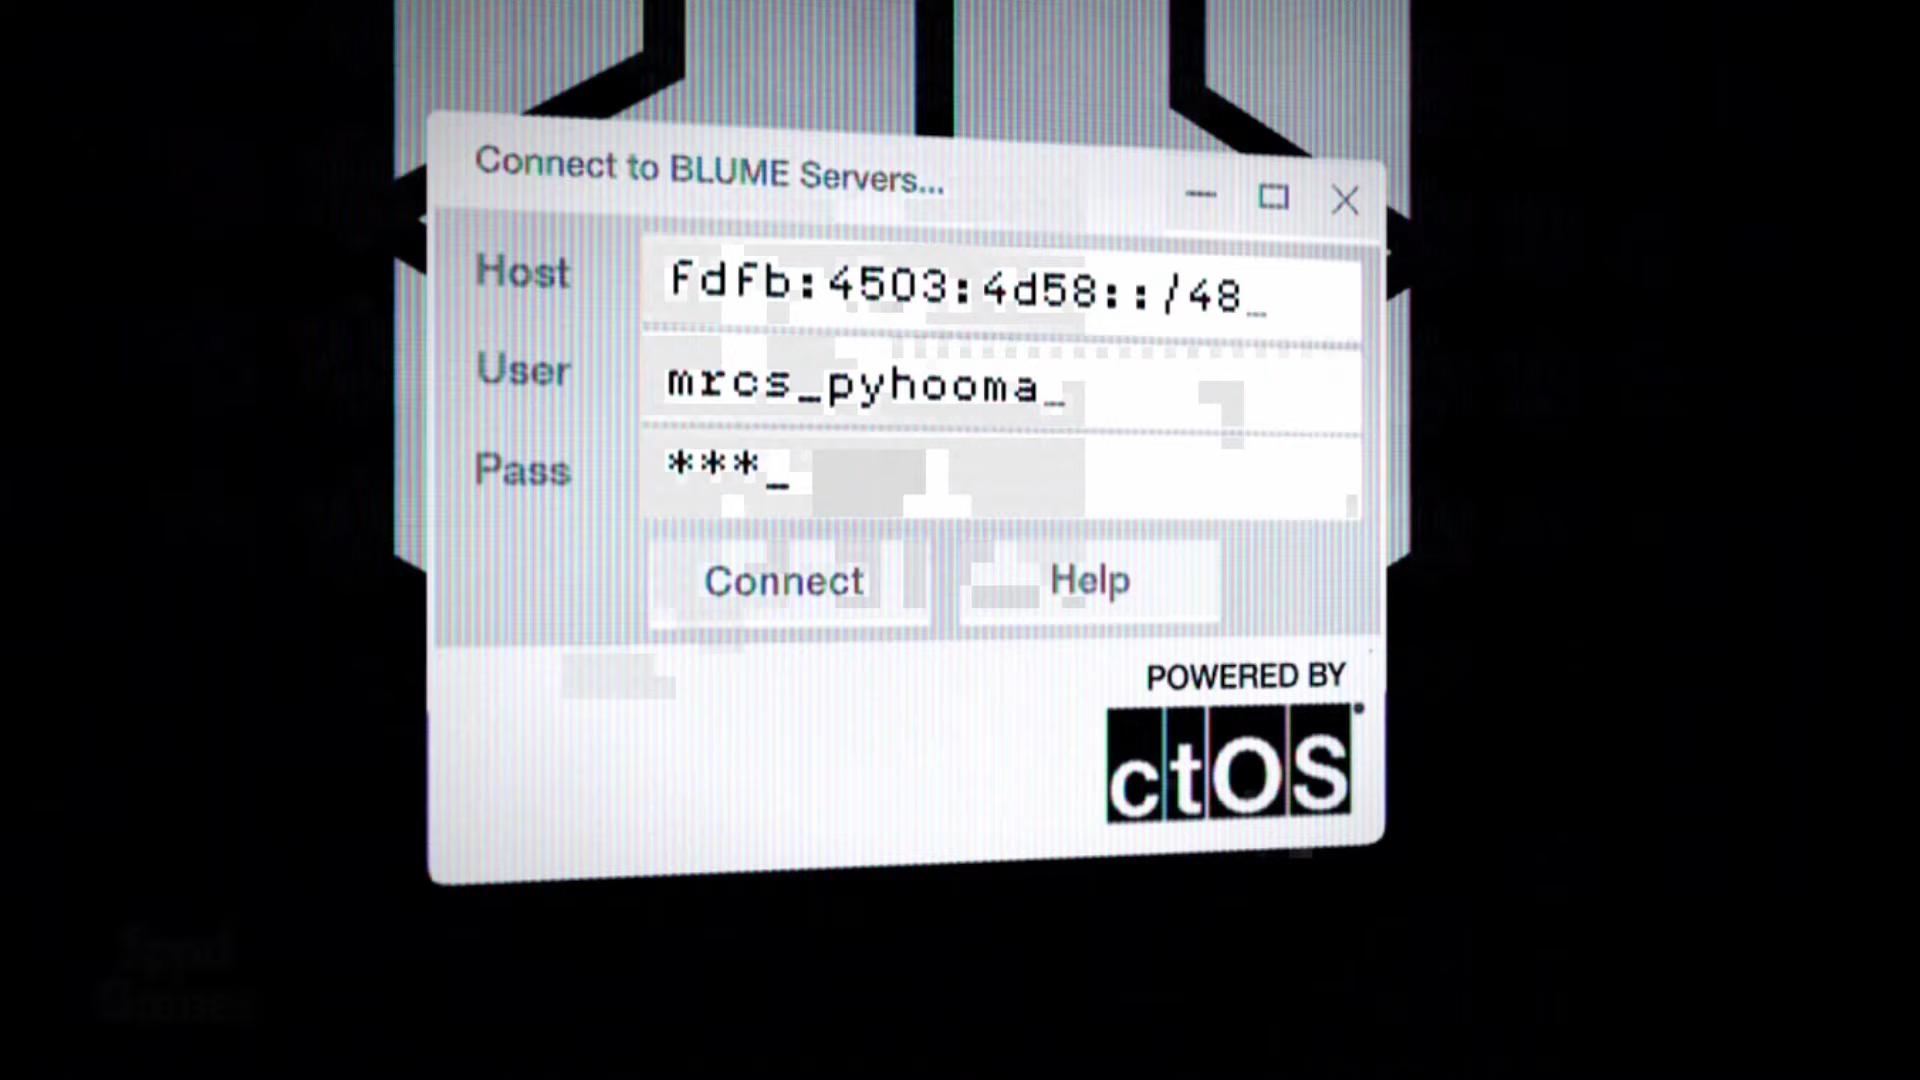 Connect to BLUME Servers...
Host fdfb:4503:4d58::/48_
User mrcs_pyhooma_
Pass ***_
Connect Help
POWERED BY
ctOS